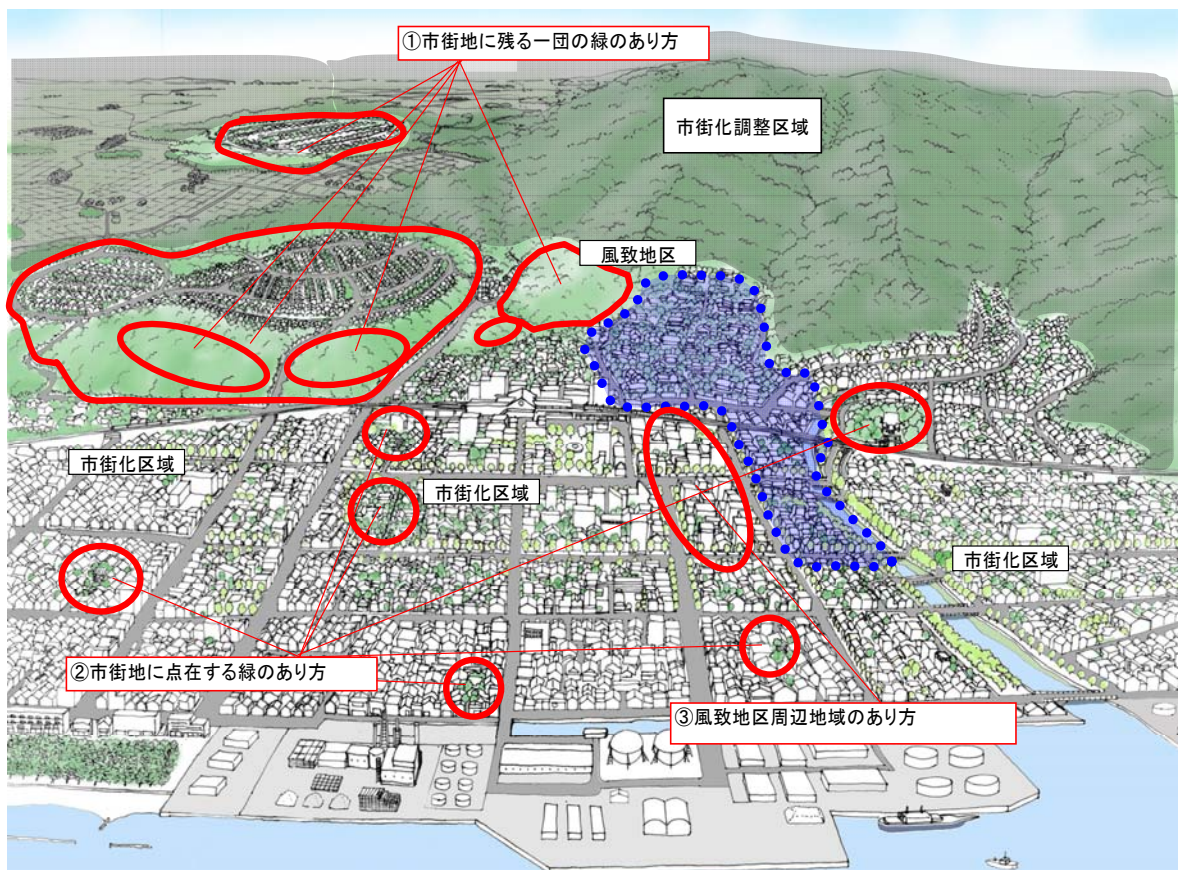 ①市街地に残る一団の緑のあり方
市街化調整区域
風致地区
市街化区域
市街化区域
市街化区域
②市街地に点在する緑のあり方
③風致地区周辺地域のあり方